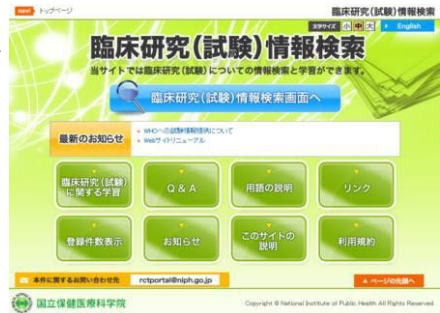 navi トップページ
臨床研究(試験)情報検索
文字サイズ 小 中 大 English
臨床研究(試験)情報検索
当サイトでは臨床研究(試験)についての情報検索と学習ができます。
臨床研究(試験)情報検索画面へ
最新のお知らせ
WHOへの試験情報提供について
Webサイトリニューアル
臨床研究(試験)
に関する学習
Q & A
用語の説明
リンク
登録件数表示
お知らせ
このサイトの
説明
利用規約
本件に関するお問い合わせ先 rctportal@niph.go.jp
ページの先頭へ
国立保健医療科学院
Copyright © National Institute of Public Health All Rights Reserved